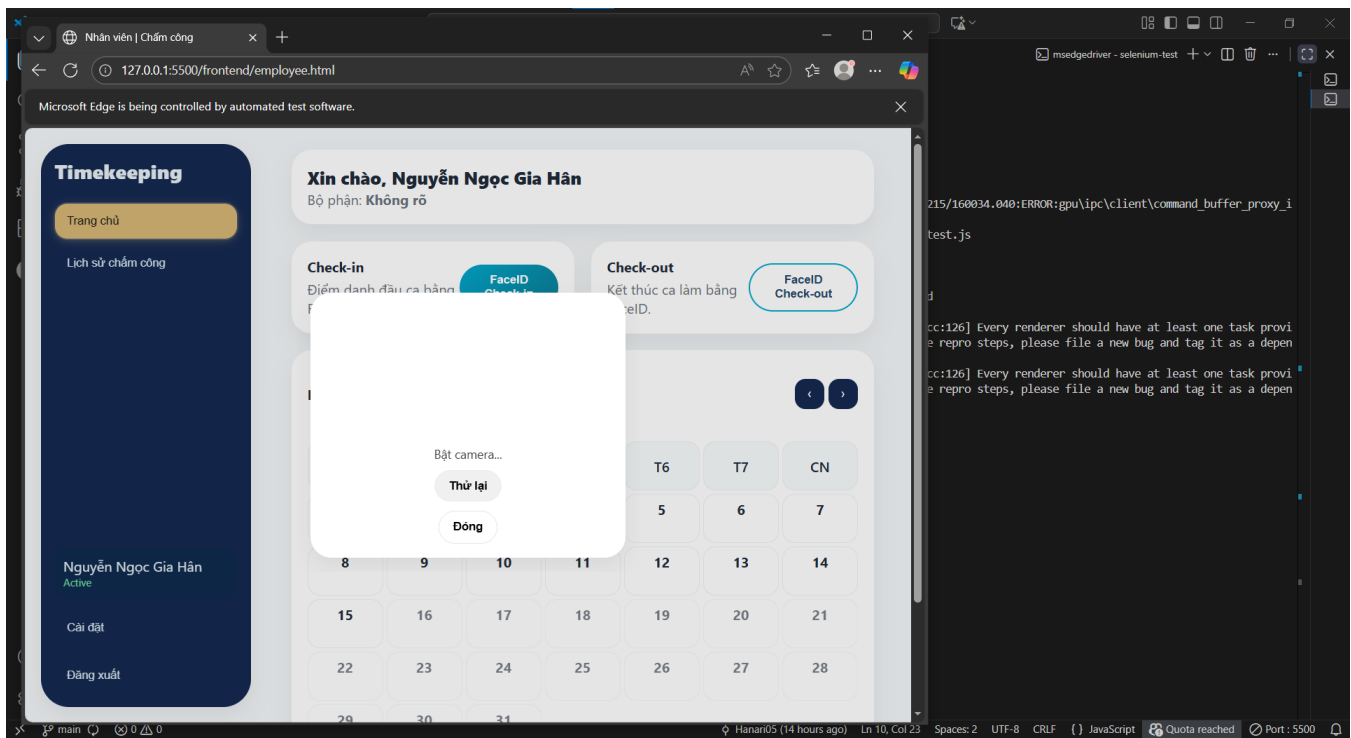 Nhân viên | Chấm công
127.0.0.1:5500/frontend/employee.html
Microsoft Edge is being controlled by automated test software.
Timekeeping
Trang chủ
Lịch sử chấm công
Nguyễn Ngọc Gia Hân
Active
Cài đặt
Đăng xuất
Xin chào, Nguyễn Ngọc Gia Hân
Bộ phận: Không rõ
Check-in
Điểm danh đầu ca bằng
FaceID
Check-in
Check-out
Kết thúc ca làm bằng
FaceID
Check-out
Bật camera...
Thử lại
Đóng
‹ ›
T6 T7 CN
5 6 7
8 9 10 11 12 13 14
15 16 17 18 19 20 21
22 23 24 25 26 27 28
29 30 31
msedgedriver - selenium-test
215/160034.040:ERROR:gpu\ipc\client\command_buffer_proxy_i
test.js
cc:126] Every renderer should have at least one task provi
e repro steps, please file a new bug and tag it as a depen
cc:126] Every renderer should have at least one task provi
e repro steps, please file a new bug and tag it as a depen
main 0 0 Hanari05 (14 hours ago) Ln 10, Col 23 Spaces: 2 UTF-8 CRLF { } JavaScript Quota reached Port : 5500